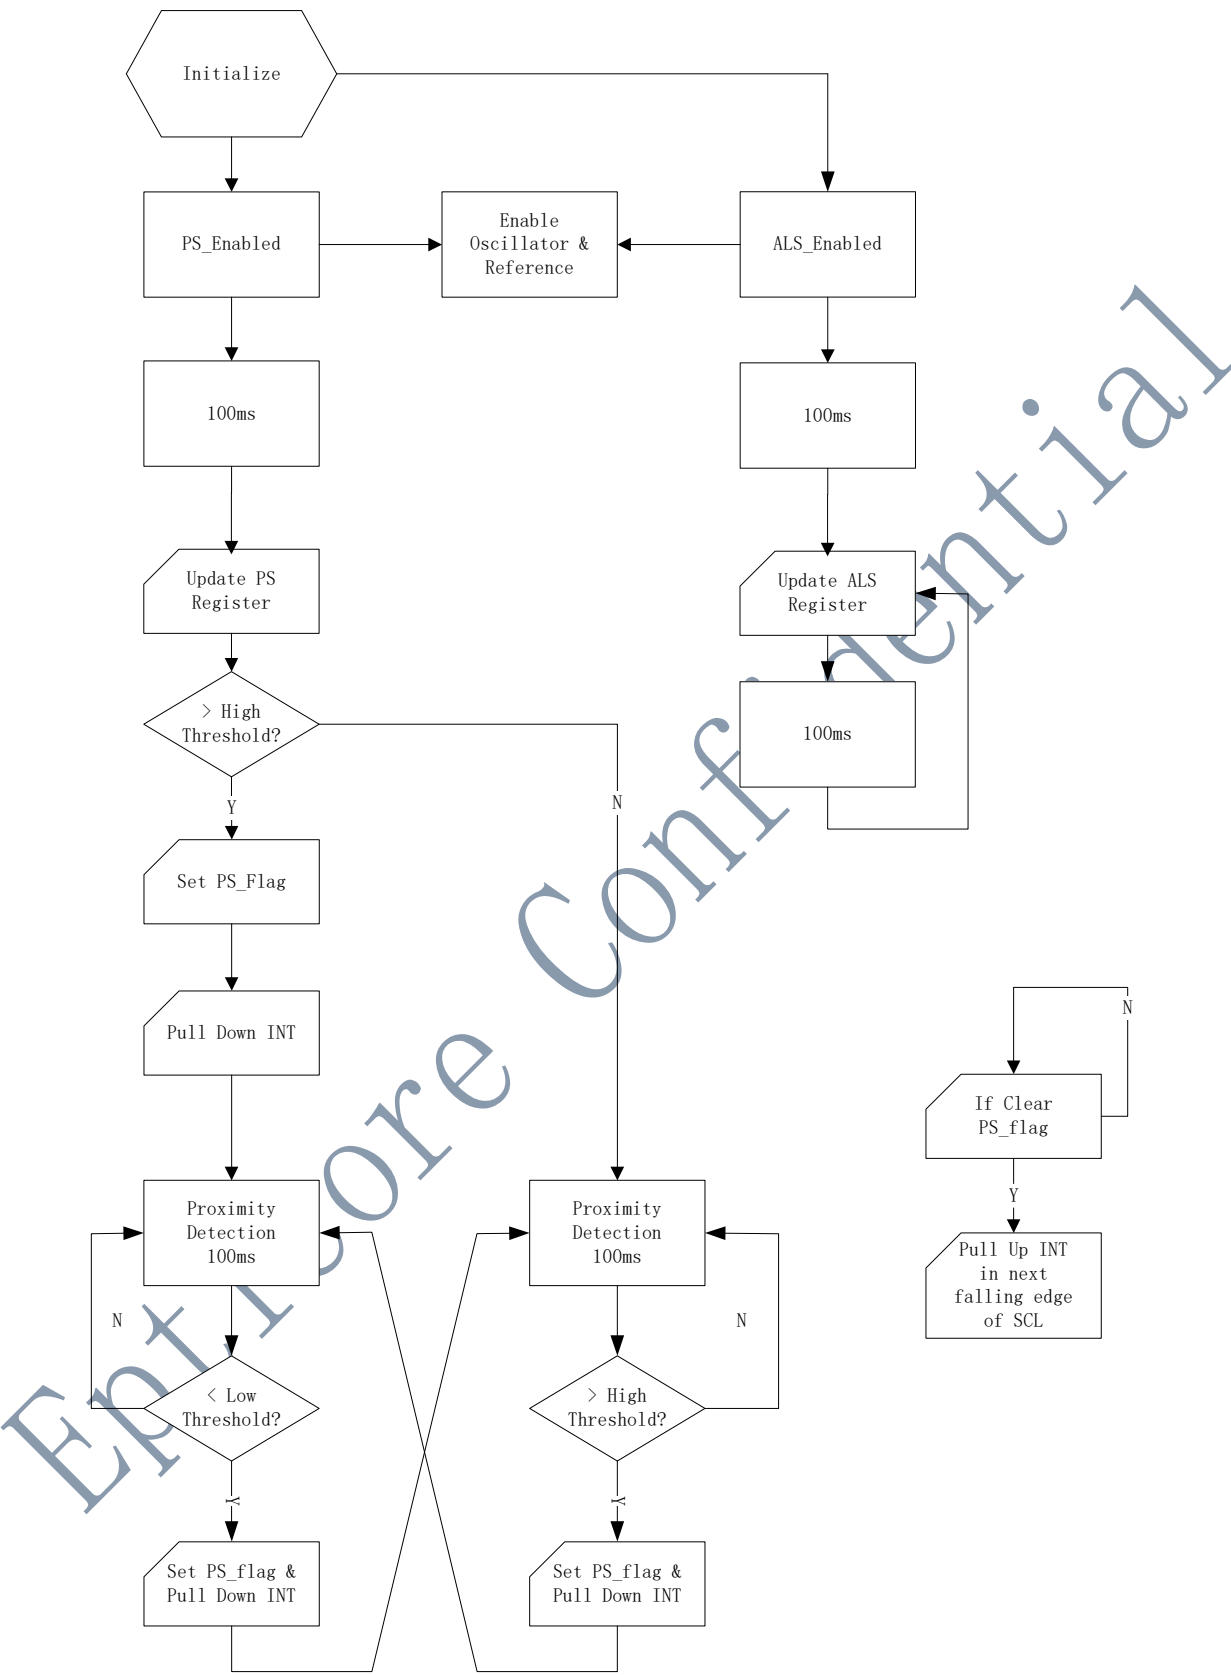 Initialize
PS_Enabled
Enable
Oscillator &
Reference
ALS_Enabled
100ms
100ms
Update PS
Register
Update ALS
Register
> High
Threshold?
100ms
Y
N
Set PS_Flag
Pull Down INT
N
If Clear
PS_flag
Y
Pull Up INT
in next
falling edge
of SCL
Proximity
Detection
100ms
Proximity
Detection
100ms
N
N
< Low
Threshold?
> High
Threshold?
Y
Y
Set PS_flag &
Pull Down INT
Set PS_flag &
Pull Down INT
Epticore Confidential